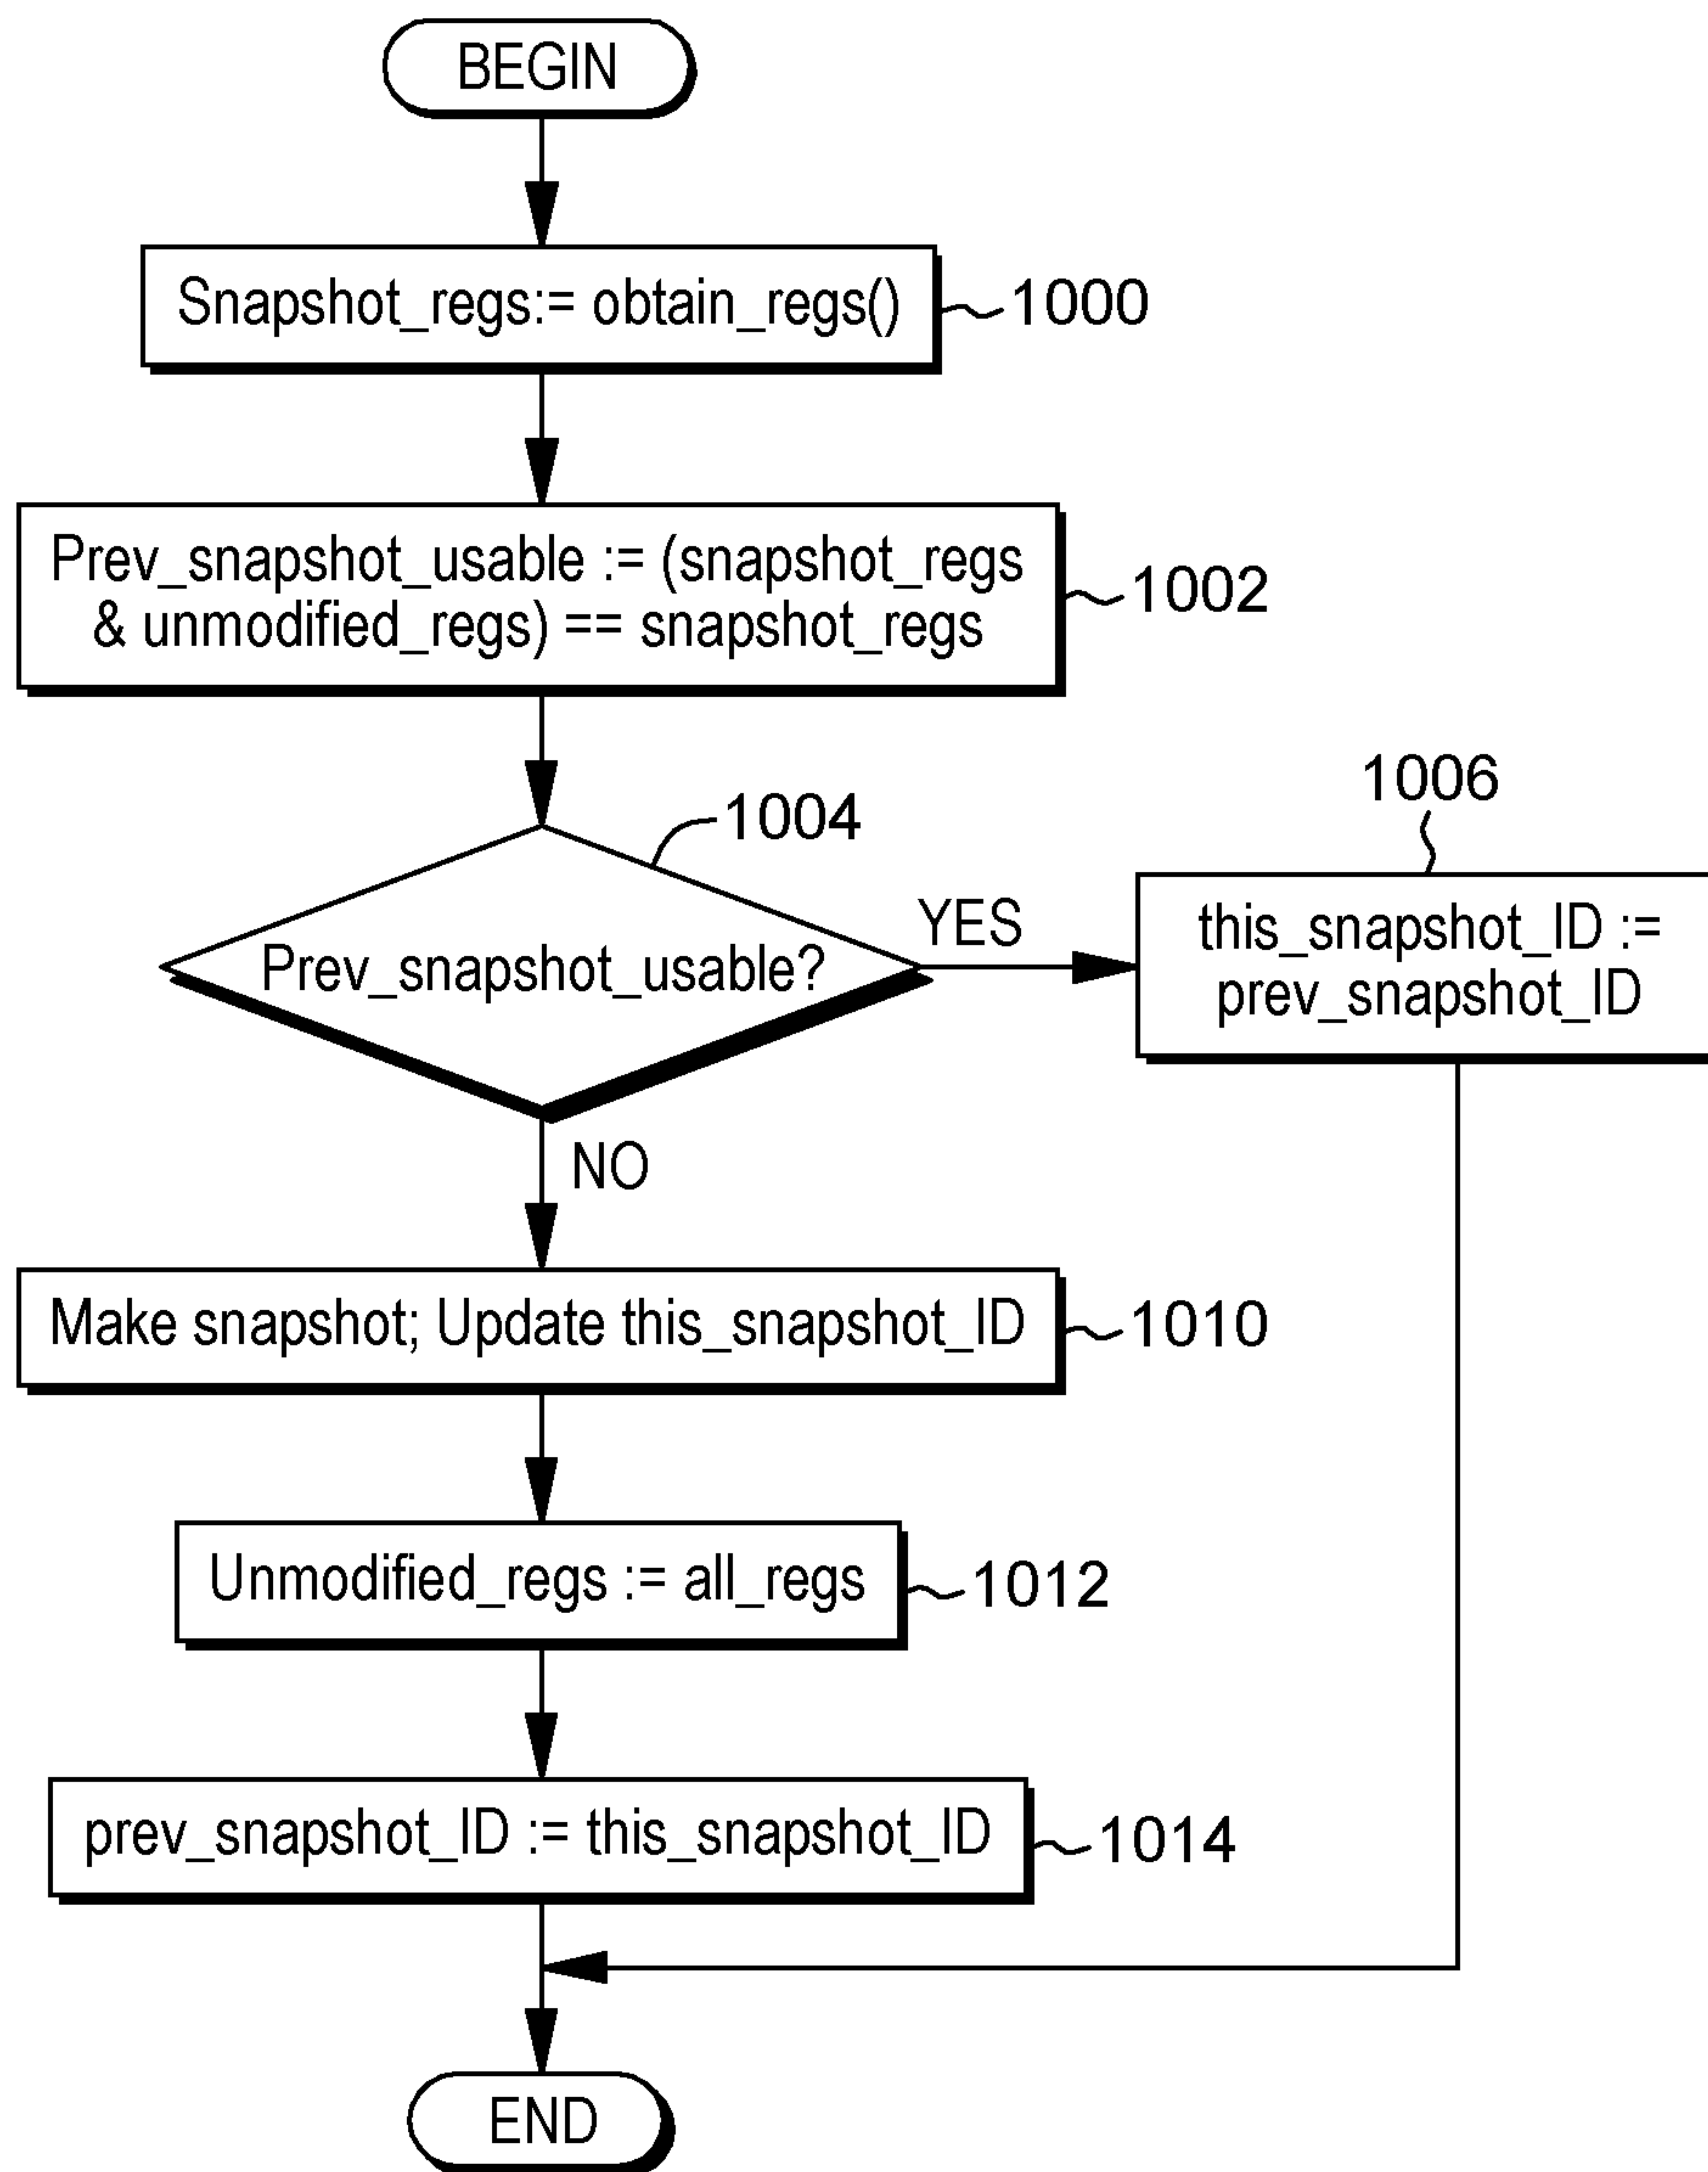 BEGIN
Snapshot_regs:= obtain_regs()
1000
Prev_snapshot_usable := (snapshot_regs
& unmodified_regs) == snapshot_regs
1002
1004
Prev_snapshot_usable?
YES
1006
this_snapshot_ID :=
prev_snapshot_ID
NO
Make snapshot; Update this_snapshot_ID
1010
Unmodified_regs := all_regs
1012
prev_snapshot_ID := this_snapshot_ID
1014
END